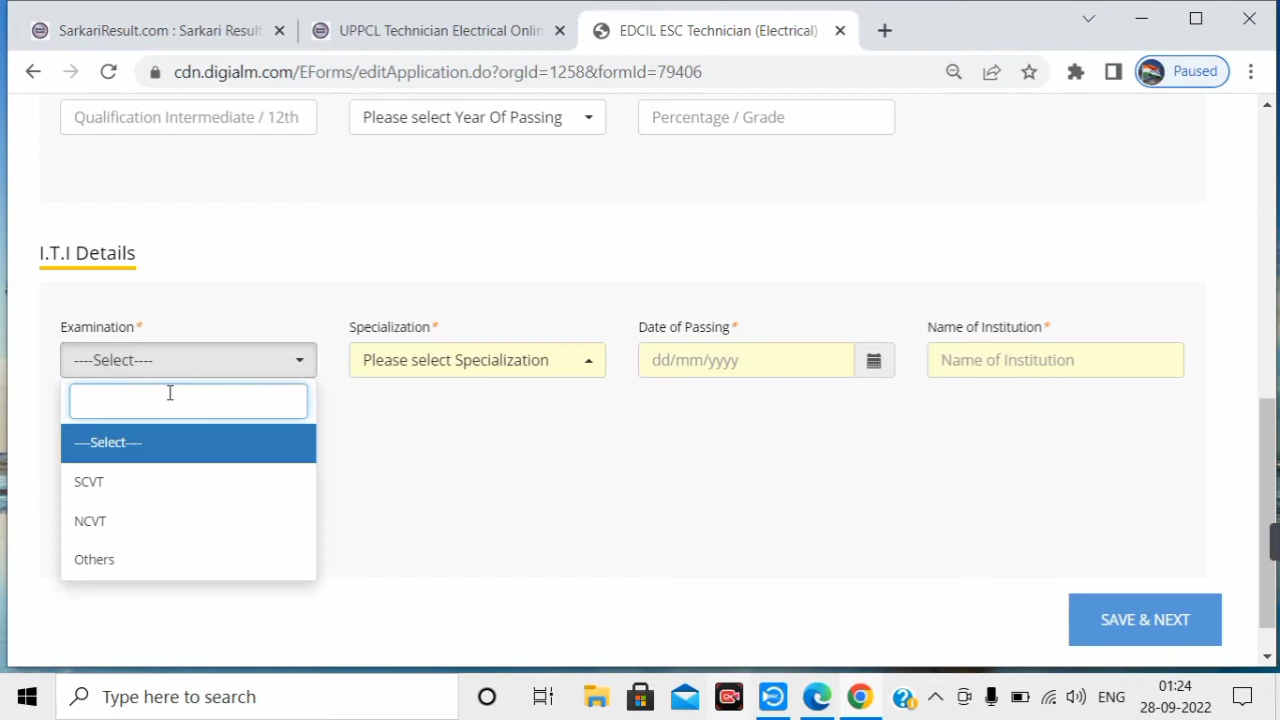 SarkariResult.com : Sarkari Result
UPPCL Technician Electrical Onlin
EDCIL ESC Technician (Electrical)
cdn.digialm.com/EForms/editApplication.do?orgId=1258&formId=79406
Paused
Qualification Intermediate / 12th
Please select Year Of Passing
Percentage / Grade
I.T.I Details
Examination*
Specialization*
Date of Passing*
Name of Institution*
----Select----
Please select Specialization
dd/mm/yyyy
Name of Institution
----Select----
SCVT
NCVT
Others
SAVE & NEXT
Type here to search
ENG
01:24
28-09-2022